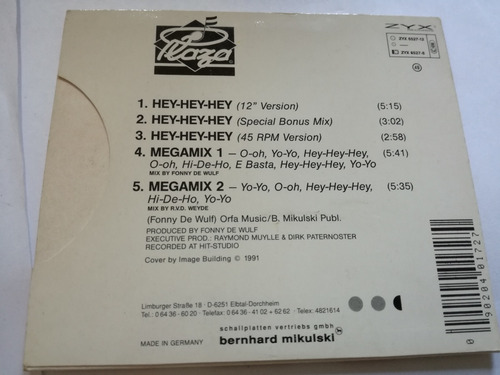 Plaza
ZYX
ZYX 6537-12
ZYX 6537-8
1. HEY-HEY-HEY (12" Version) (5:15)
2. HEY-HEY-HEY (Special Bonus Mix) (3:02)
3. HEY-HEY-HEY (45 RPM Version) (2:58)
4. MEGAMIX 1 – O-oh, Yo-Yo, Hey-Hey-Hey, (5:41)
O-oh, Hi-De-Ho, E Basta, Hey-Hey-Hey, Yo-Yo
MIX BY FONNY DE WULF
5. MEGAMIX 2 – Yo-Yo, O-oh, Hey-Hey-Hey, (5:35)
Hi-De-Ho, Yo-Yo
MIX BY R.V.D. WEYDE
(Fonny De Wulf) Orfa Music/B. Mikulski Publ.
PRODUCED BY FONNY DE WULF
EXECUTIVE PROD.: RAYMOND MUYLLE & DIRK PATERNOSTER
RECORDED AT HIT-STUDIO
Cover by Image Building © 1991
Limburger Straße 18 · D-6251 Elbtal-Dorchheim
Tel.: 0 64 36-60 20 · Telefax 0 64 36-41 02 + 62 62 · Telex: 4821614
schallplatten vertriebs gmbh
MADE IN GERMANY bernhard mikulski
0 90204 01727